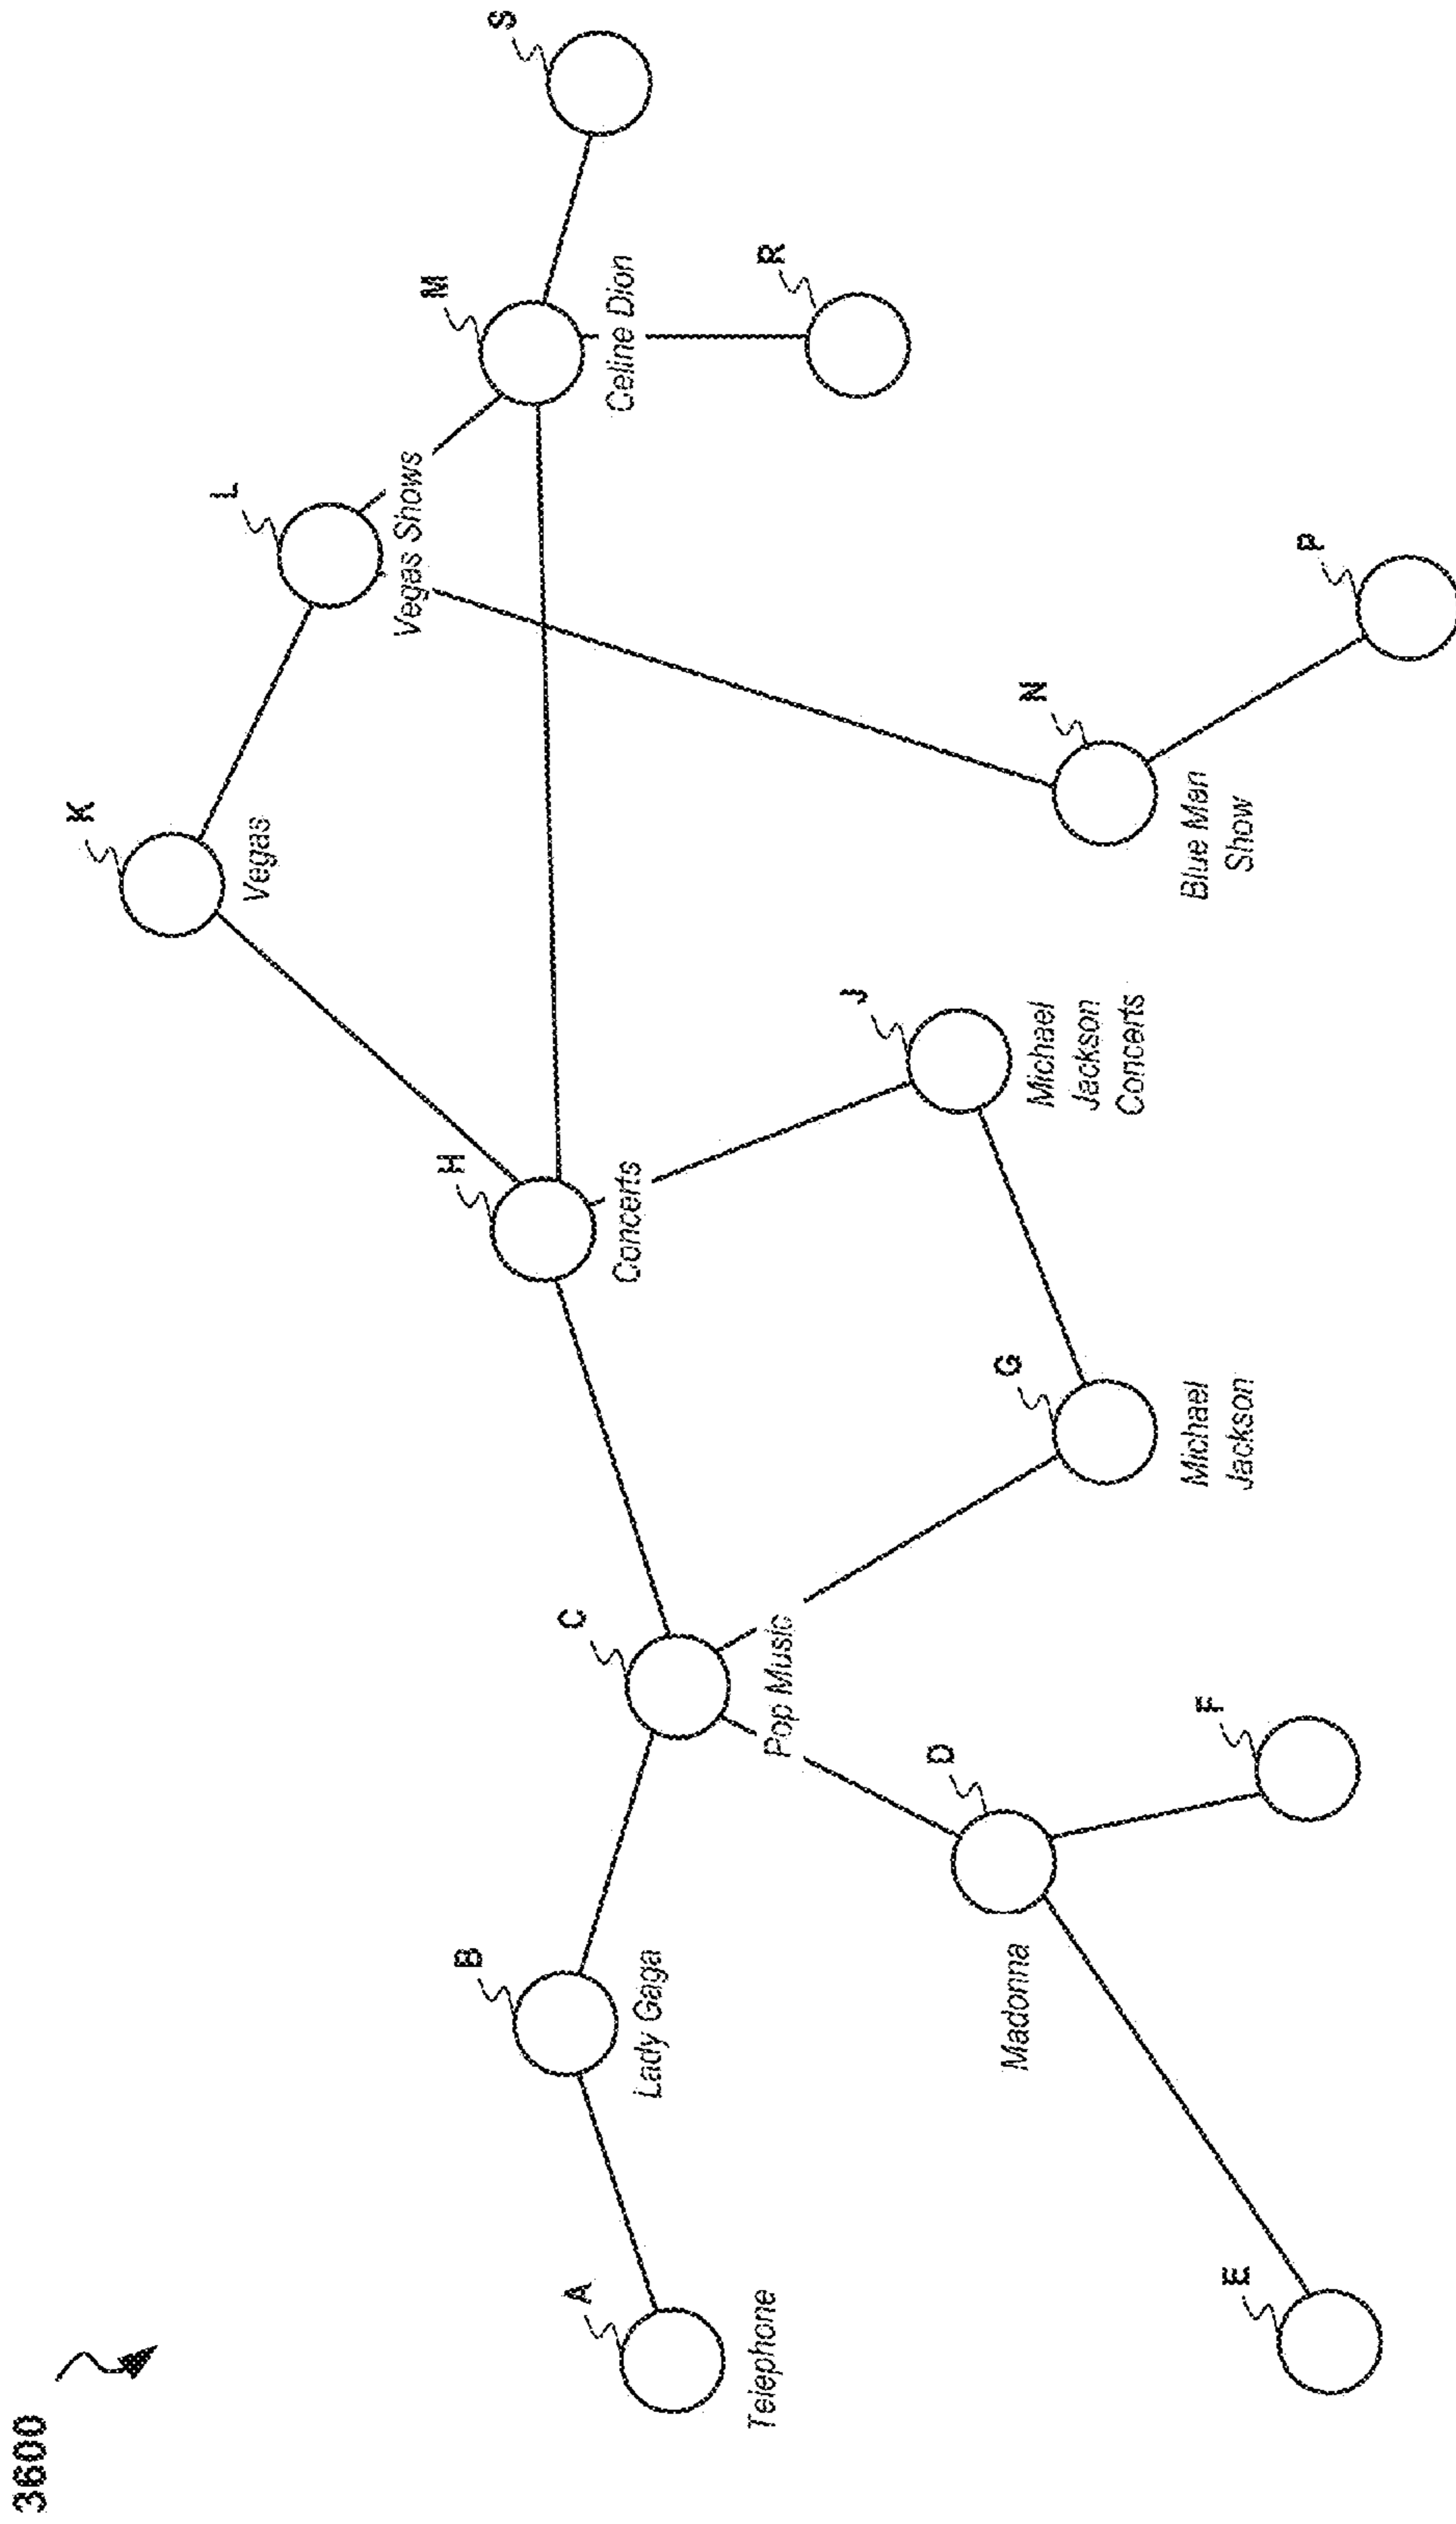 3600
K
Vegas
L
Vegas Shows
S
M
Celine Dion
R
H
Concerts
B
Lady Gaga
C
Pop Music
A
Telephone
J
Michael
Jackson
Concerts
D
Madonna
G
Michael
Jackson
N
Blue Man
Show
E
F
P